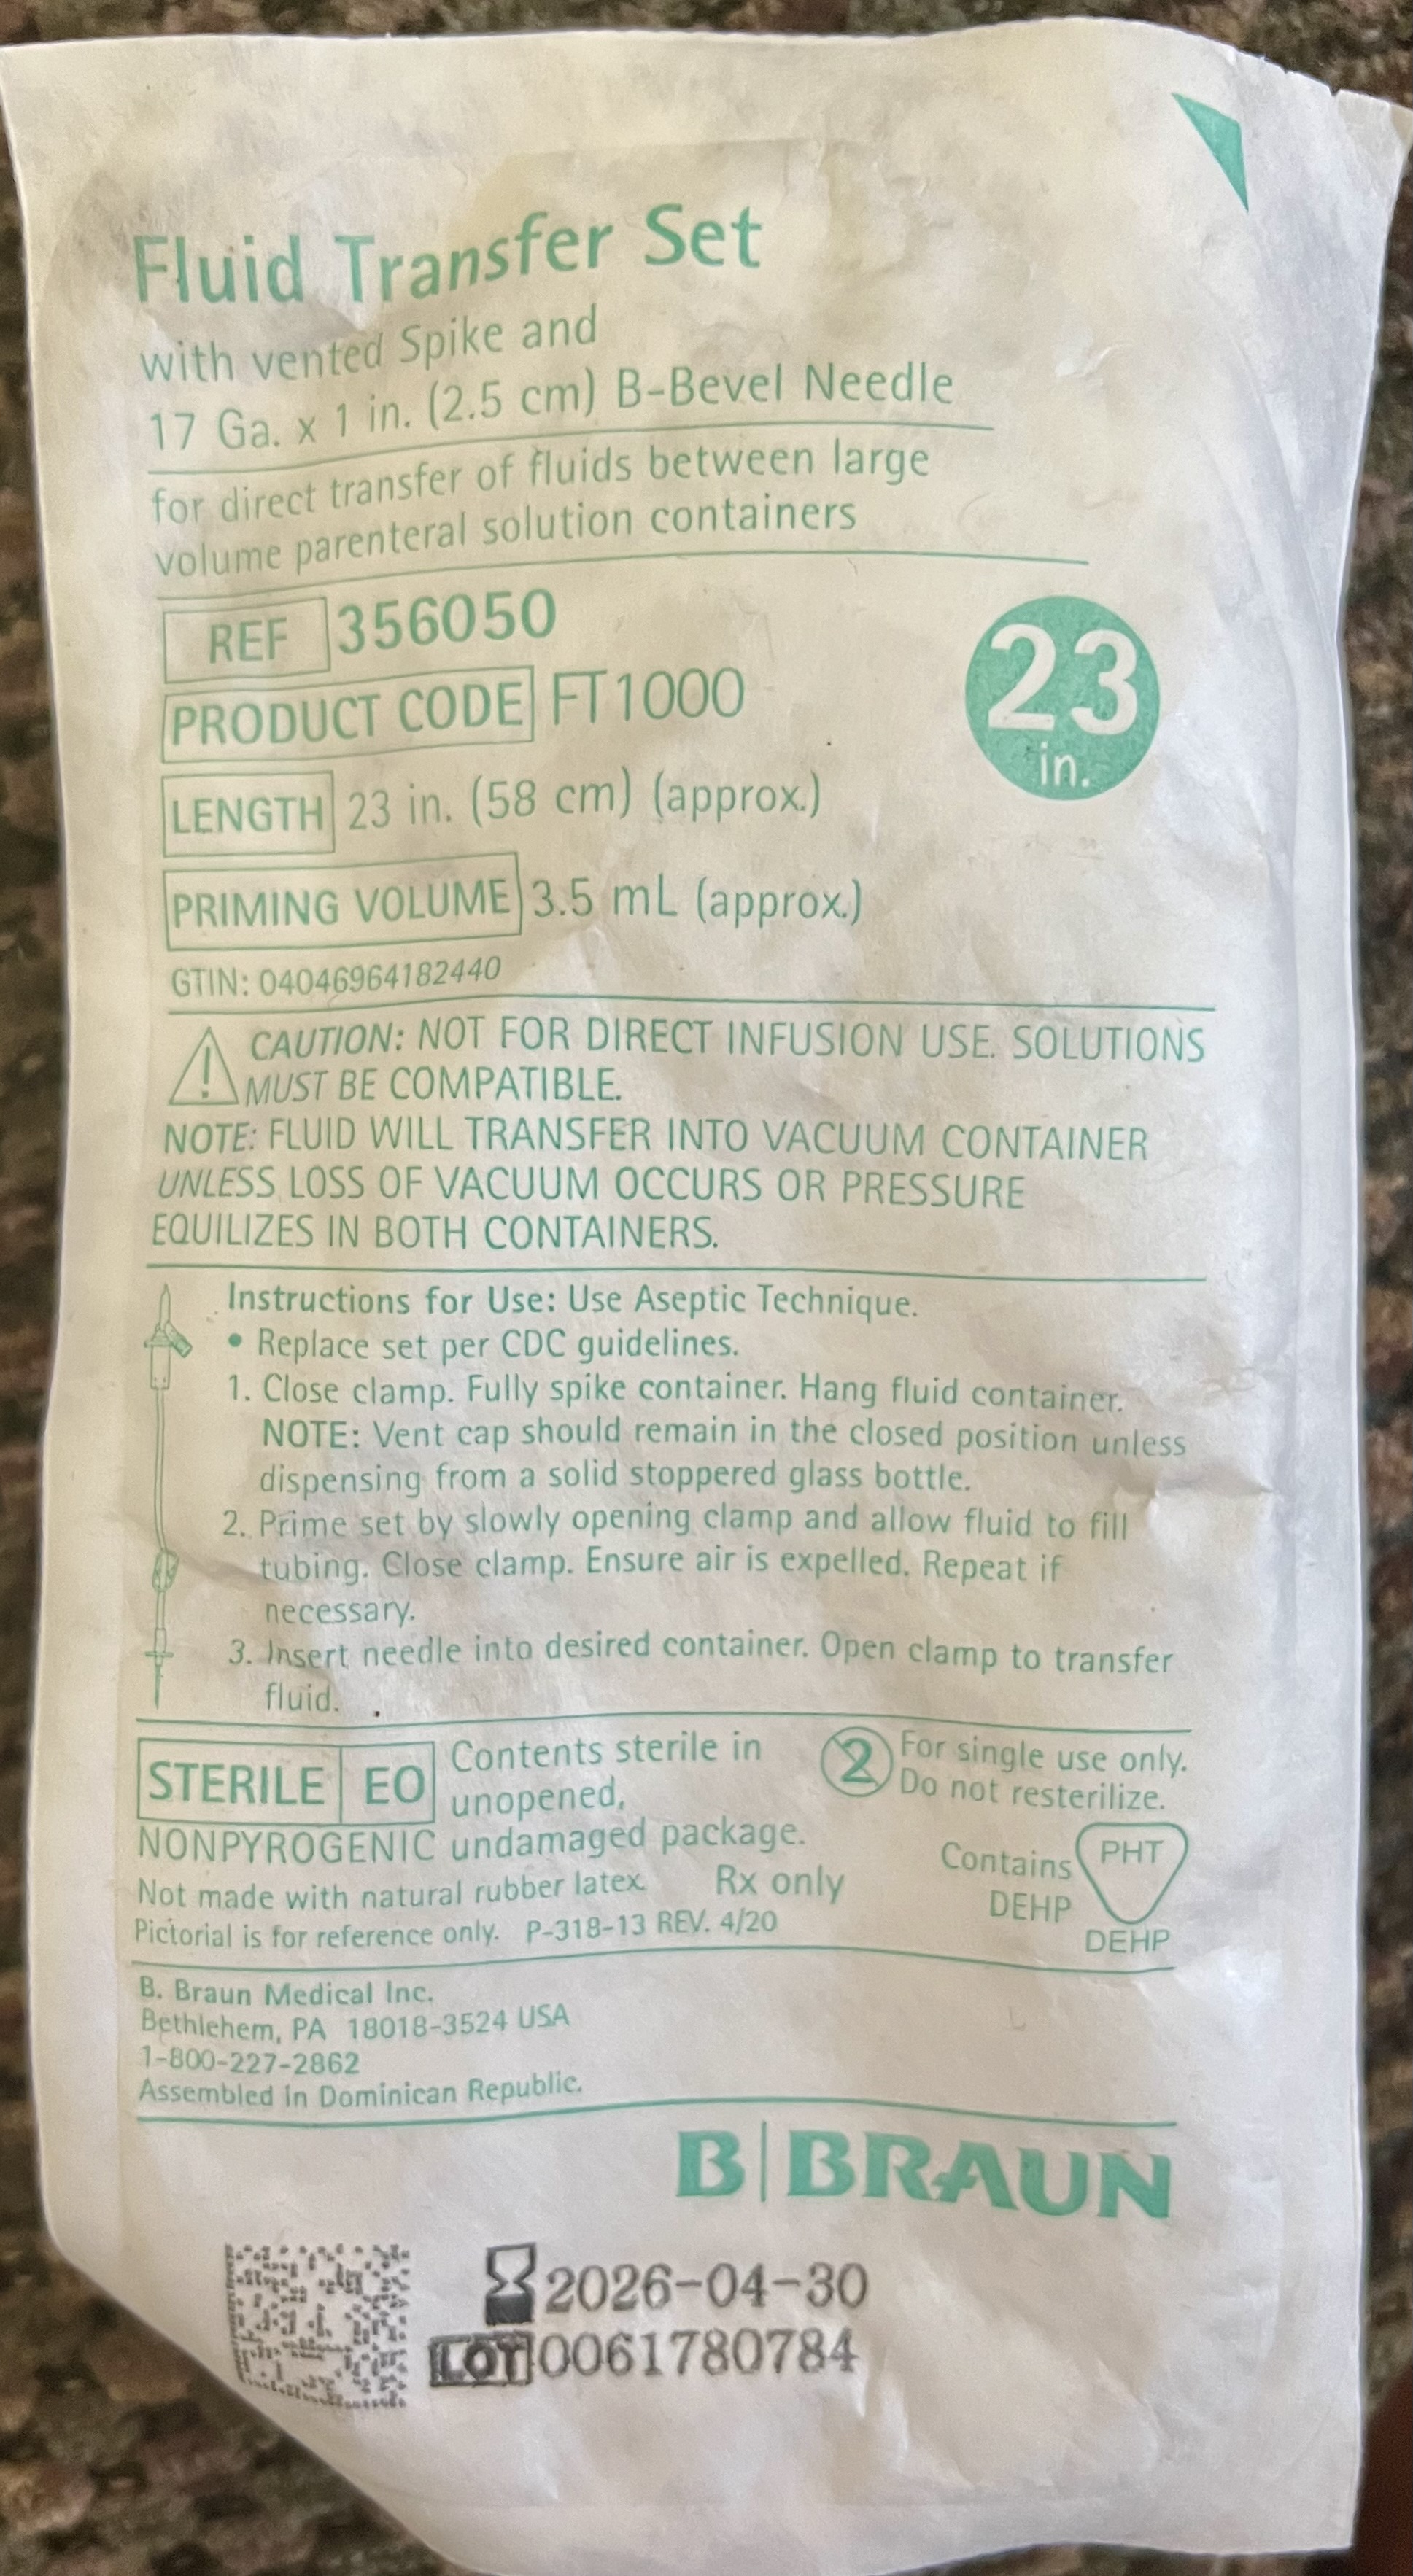 Fluid Transfer Set
with vented Spike and
17 Ga. x 1 in. (2.5 cm) B-Bevel Needle
for direct transfer of fluids between large
volume parenteral solution containers
REF 356050
23
in.
PRODUCT CODE FT1000
LENGTH 23 in. (58 cm) (approx.)
PRIMING VOLUME 3.5 mL (approx.)
GTIN: 04046964182440
CAUTION: NOT FOR DIRECT INFUSION USE. SOLUTIONS
MUST BE COMPATIBLE.
NOTE: FLUID WILL TRANSFER INTO VACUUM CONTAINER
UNLESS LOSS OF VACUUM OCCURS OR PRESSURE
EQUILIZES IN BOTH CONTAINERS.
Instructions for Use: Use Aseptic Technique.
• Replace set per CDC guidelines.
1. Close clamp. Fully spike container. Hang fluid container.
NOTE: Vent cap should remain in the closed position unless
dispensing from a solid stoppered glass bottle.
2. Prime set by slowly opening clamp and allow fluid to fill
tubing. Close clamp. Ensure air is expelled. Repeat if
necessary.
3. Insert needle into desired container. Open clamp to transfer
fluid.
STERILE EO Contents sterile in
unopened,
NONPYROGENIC undamaged package.
2 For single use only.
Do not resterilize.
Not made with natural rubber latex. Rx only
Contains
DEHP
PHT
DEHP
Pictorial is for reference only. P-318-13 REV. 4/20
B. Braun Medical Inc.
Bethlehem, PA 18018-3524 USA
1-800-227-2862
Assembled in Dominican Republic.
B|BRAUN
2026-04-30
LOT 0061780784